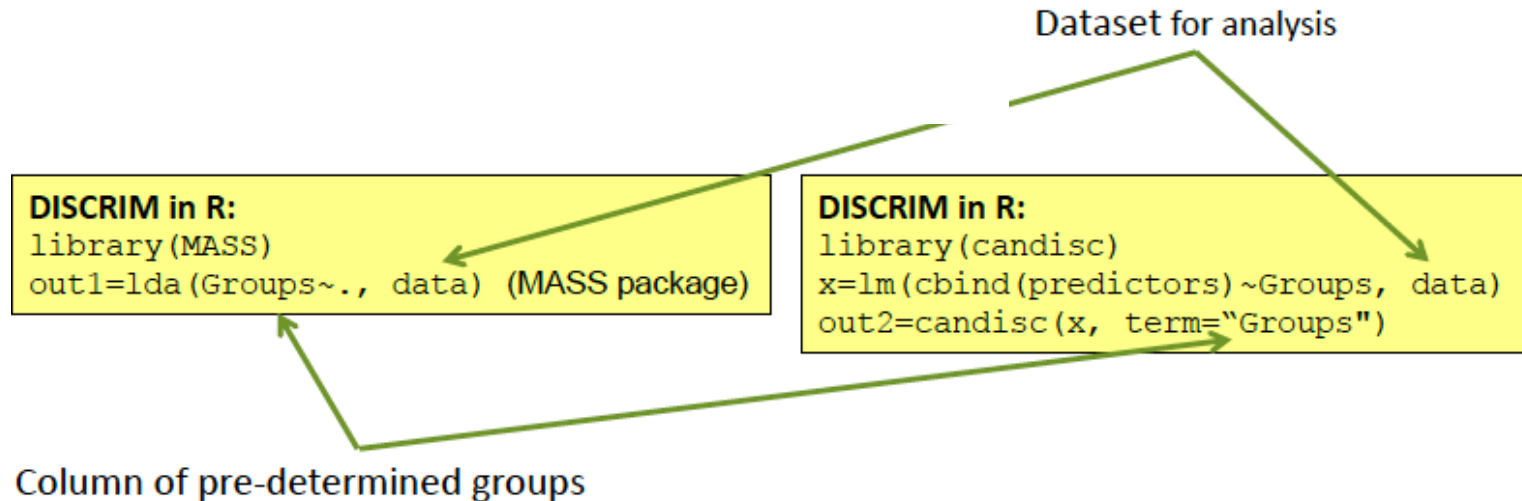 Dataset for analysis
DISCRIM in R:
library(MASS)
out1=lda(Groups~., data) (MASS package)
DISCRIM in R:
library(candisc)
x=lm(cbind(predictors)~Groups, data)
out2=candisc(x, term=“Groups")
Column of pre-determined groups